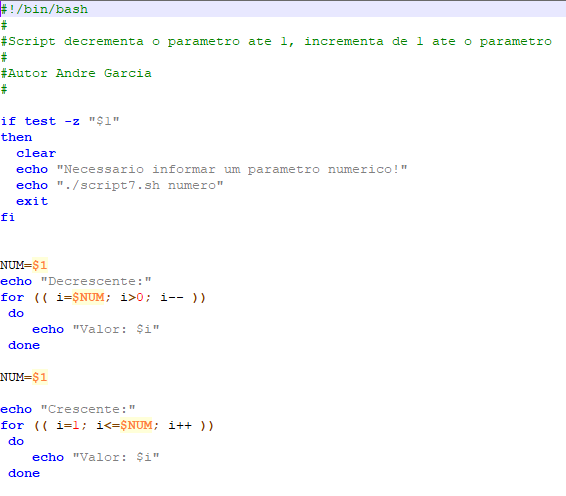 #!/bin/bash
#
#Script decrementa o parametro ate 1, incrementa de 1 ate o parametro
#
#Autor Andre Garcia
#
if test -z "$1"
then
  clear
  echo "Necessario informar um parametro numerico!"
  echo "./script7.sh numero"
  exit
fi
NUM=$1
echo "Decrescente:"
for (( i=$NUM; i>0; i-- ))
 do
    echo "Valor: $i"
 done
NUM=$1
echo "Crescente:"
for (( i=1; i<=$NUM; i++ ))
 do
    echo "Valor: $i"
 done